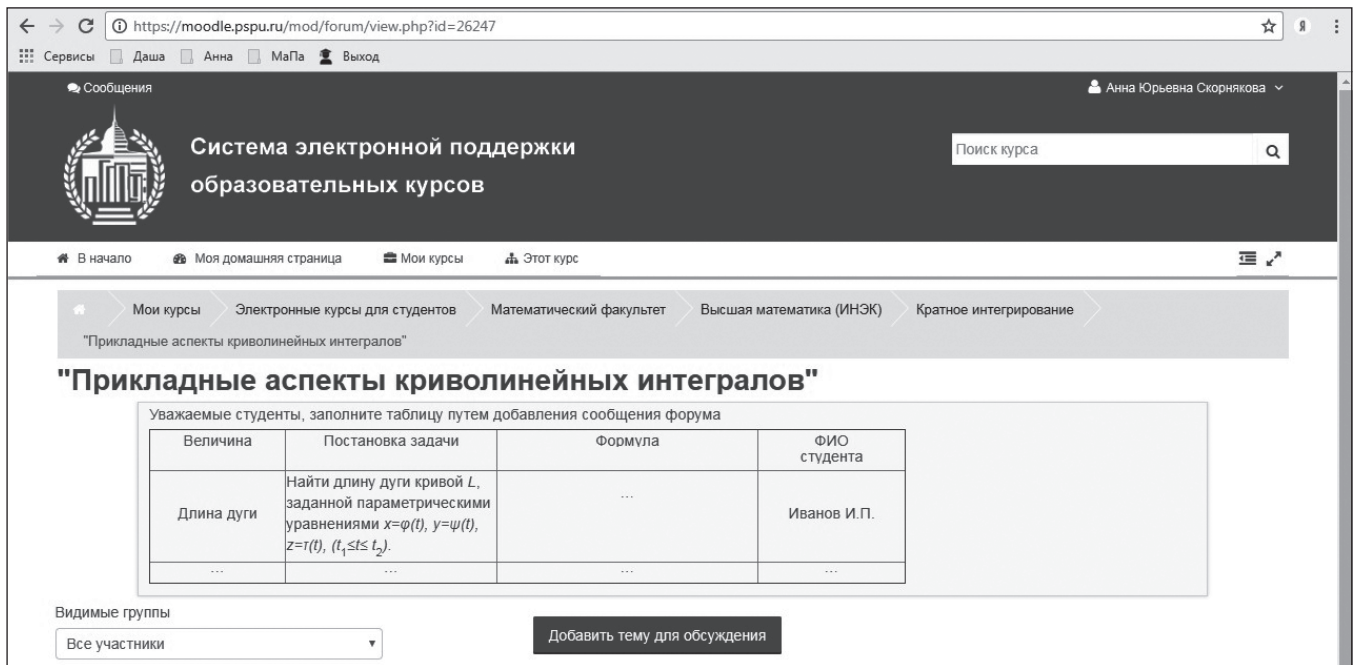 https://moodle.pspu.ru/mod/forum/view.php?id=26247
Я
Сервисы Даша Анна МаПа Выход
Сообщения
Анна Юрьевна Скорнякова
Система электронной поддержки
образовательных курсов
Поиск курса
В начало Моя домашняя страница Мои курсы Этот курс
Мои курсы Электронные курсы для студентов Математический факультет Высшая математика (ИНЭК) Кратное интегрирование
"Прикладные аспекты криволинейных интегралов"
"Прикладные аспекты криволинейных интегралов"
Уважаемые студенты, заполните таблицу путем добавления сообщения форума
Величина Постановка задачи Формула ФИО
студента
Длина дуги
Найти длину дуги кривой L,
заданной параметрическими
уравнениями x=φ(t), y=ψ(t),
z=τ(t), (t₁≤t≤ t₂).
...
Иванов И.П.
... ... ... ...
Видимые группы
Все участники
Добавить тему для обсуждения